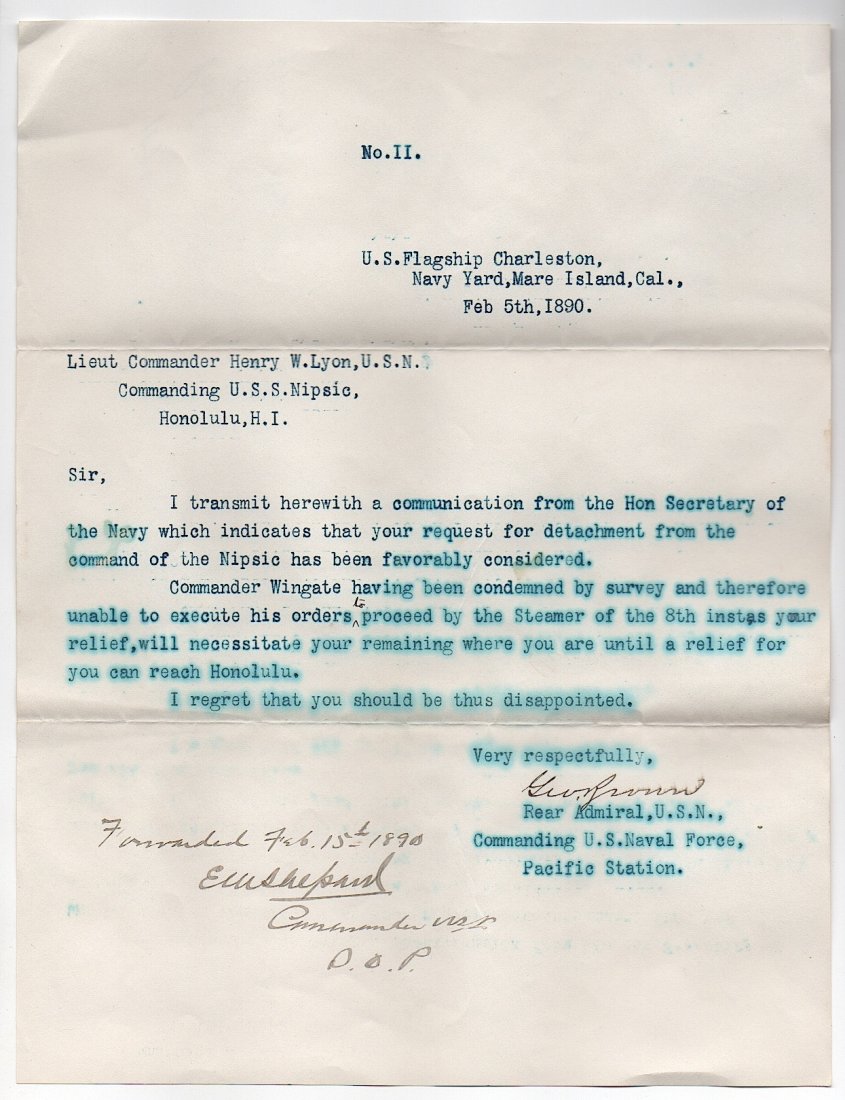 No.II.
U.S.Flagship Charleston,
Navy Yard,Mare Island,Cal.,
Feb 5th,I890.
Lieut Commander Henry W.Lyon,U.S.N.
Commanding U.S.S.Nipsic,
Honolulu,H.I.
Sir,
I transmit herewith a communication from the Hon Secretary of
the Navy which indicates that your request for detachment from the
command of the Nipsic has been favorably considered.
Commander Wingate having been condemned by survey and therefore
to
unable to execute his orders ^ proceed by the Steamer of the 8th instas your
relief,will necessitate your remaining where you are until a relief for
you can reach Honolulu.
I regret that you should be thus disappointed.
Very respectfully,
Geo. Brown
Rear Admiral,U.S.N.,
Commanding U.S.Naval Force,
Pacific Station.
Forwarded Feb. 15th 1890
E W Shepard
Commander USN